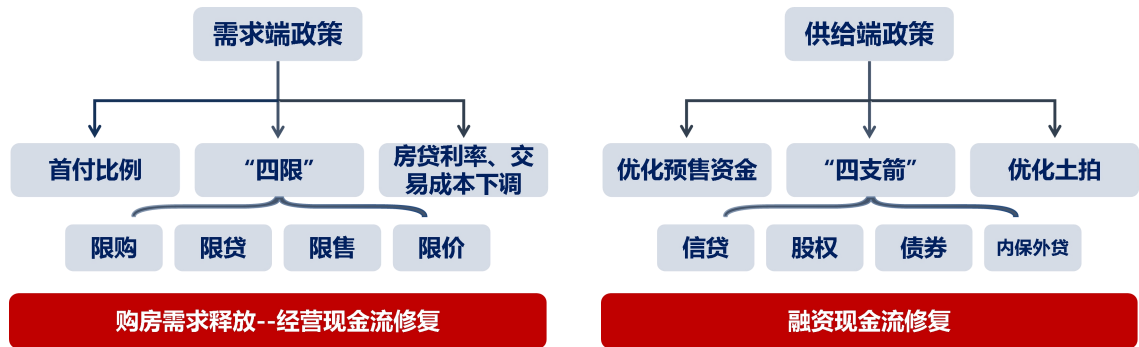 需求端政策
首付比例
“四限”
房贷利率、交
易成本下调
限购
限贷
限售
限价
购房需求释放--经营现金流修复
供给端政策
优化预售资金
“四支箭”
优化土拍
信贷
股权
债券
内保外贷
融资现金流修复